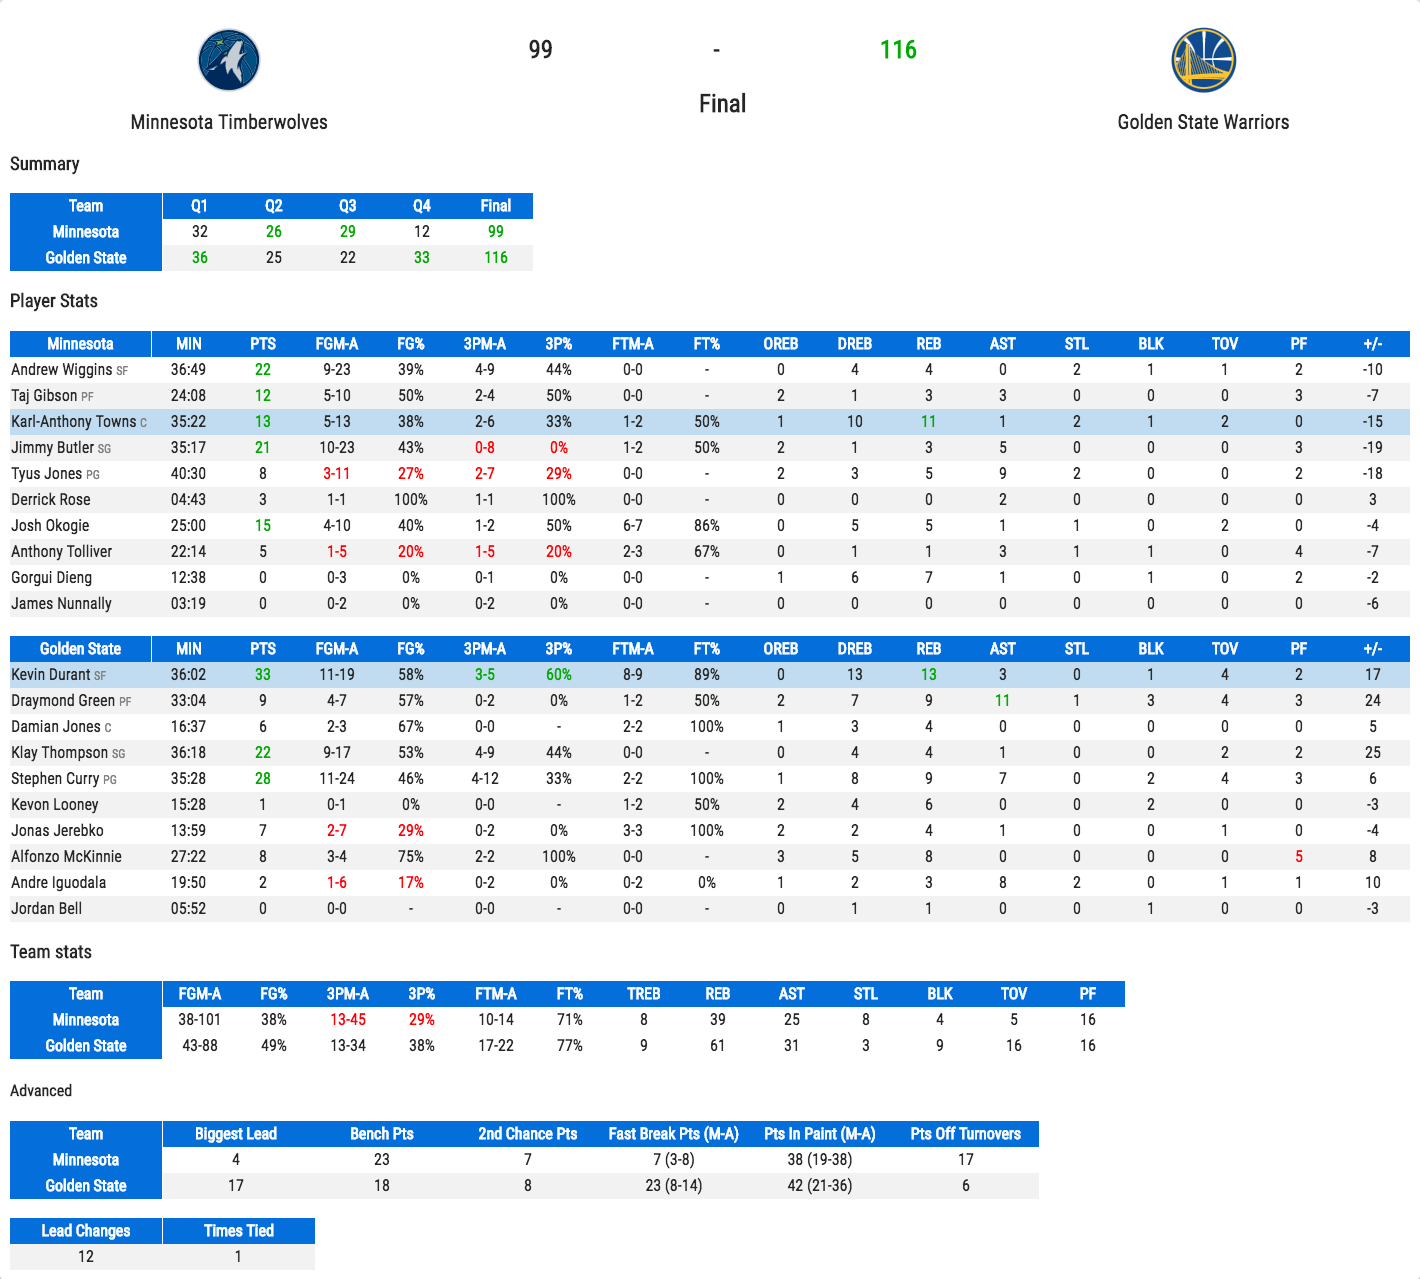 99 - 116
Final
Minnesota Timberwolves Golden State Warriors
Summary
Team Q1 Q2 Q3 Q4 Final
Minnesota 32 26 29 12 99
Golden State 36 25 22 33 116
Player Stats
Minnesota MIN PTS FGM-A FG% 3PM-A 3P% FTM-A FT% OREB DREB REB AST STL BLK TOV PF +/-
Andrew Wiggins SF 36:49 22 9-23 39% 4-9 44% 0-0 - 0 4 4 0 2 1 1 2 -10
Taj Gibson PF 24:08 12 5-10 50% 2-4 50% 0-0 - 2 1 3 3 0 0 0 3 -7
Karl-Anthony Towns C 35:22 13 5-13 38% 2-6 33% 1-2 50% 1 10 11 1 2 1 2 0 -15
Jimmy Butler SG 35:17 21 10-23 43% 0-8 0% 1-2 50% 2 1 3 5 0 0 0 3 -19
Tyus Jones PG 40:30 8 3-11 27% 2-7 29% 0-0 - 2 3 5 9 2 0 0 2 -18
Derrick Rose 04:43 3 1-1 100% 1-1 100% 0-0 - 0 0 0 2 0 0 0 0 3
Josh Okogie 25:00 15 4-10 40% 1-2 50% 6-7 86% 0 5 5 1 1 0 2 0 -4
Anthony Tolliver 22:14 5 1-5 20% 1-5 20% 2-3 67% 0 1 1 3 1 1 0 4 -7
Gorgui Dieng 12:38 0 0-3 0% 0-1 0% 0-0 - 1 6 7 1 0 1 0 2 -2
James Nunnally 03:19 0 0-2 0% 0-2 0% 0-0 - 0 0 0 0 0 0 0 0 -6
Golden State MIN PTS FGM-A FG% 3PM-A 3P% FTM-A FT% OREB DREB REB AST STL BLK TOV PF +/-
Kevin Durant SF 36:02 33 11-19 58% 3-5 60% 8-9 89% 0 13 13 3 0 1 4 2 17
Draymond Green PF 33:04 9 4-7 57% 0-2 0% 1-2 50% 2 7 9 11 1 3 4 3 24
Damian Jones C 16:37 6 2-3 67% 0-0 - 2-2 100% 1 3 4 0 0 0 0 0 5
Klay Thompson SG 36:18 22 9-17 53% 4-9 44% 0-0 - 0 4 4 1 0 0 2 2 25
Stephen Curry PG 35:28 28 11-24 46% 4-12 33% 2-2 100% 1 8 9 7 0 2 4 3 6
Kevon Looney 15:28 1 0-1 0% 0-0 - 1-2 50% 2 4 6 0 0 2 0 0 -3
Jonas Jerebko 13:59 7 2-7 29% 0-2 0% 3-3 100% 2 2 4 1 0 0 1 0 -4
Alfonzo McKinnie 27:22 8 3-4 75% 2-2 100% 0-0 - 3 5 8 0 0 0 0 5 8
Andre Iguodala 19:50 2 1-6 17% 0-2 0% 0-2 0% 1 2 3 8 2 0 1 1 10
Jordan Bell 05:52 0 0-0 - 0-0 - 0-0 - 0 1 1 0 0 1 0 0 -3
Team stats
Team FGM-A FG% 3PM-A 3P% FTM-A FT% TREB REB AST STL BLK TOV PF
Minnesota 38-101 38% 13-45 29% 10-14 71% 8 39 25 8 4 5 16
Golden State 43-88 49% 13-34 38% 17-22 77% 9 61 31 3 9 16 16
Advanced
Team Biggest Lead Bench Pts 2nd Chance Pts Fast Break Pts (M-A) Pts In Paint (M-A) Pts Off Turnovers
Minnesota 4 23 7 7 (3-8) 38 (19-38) 17
Golden State 17 18 8 23 (8-14) 42 (21-36) 6
Lead Changes Times Tied
12 1